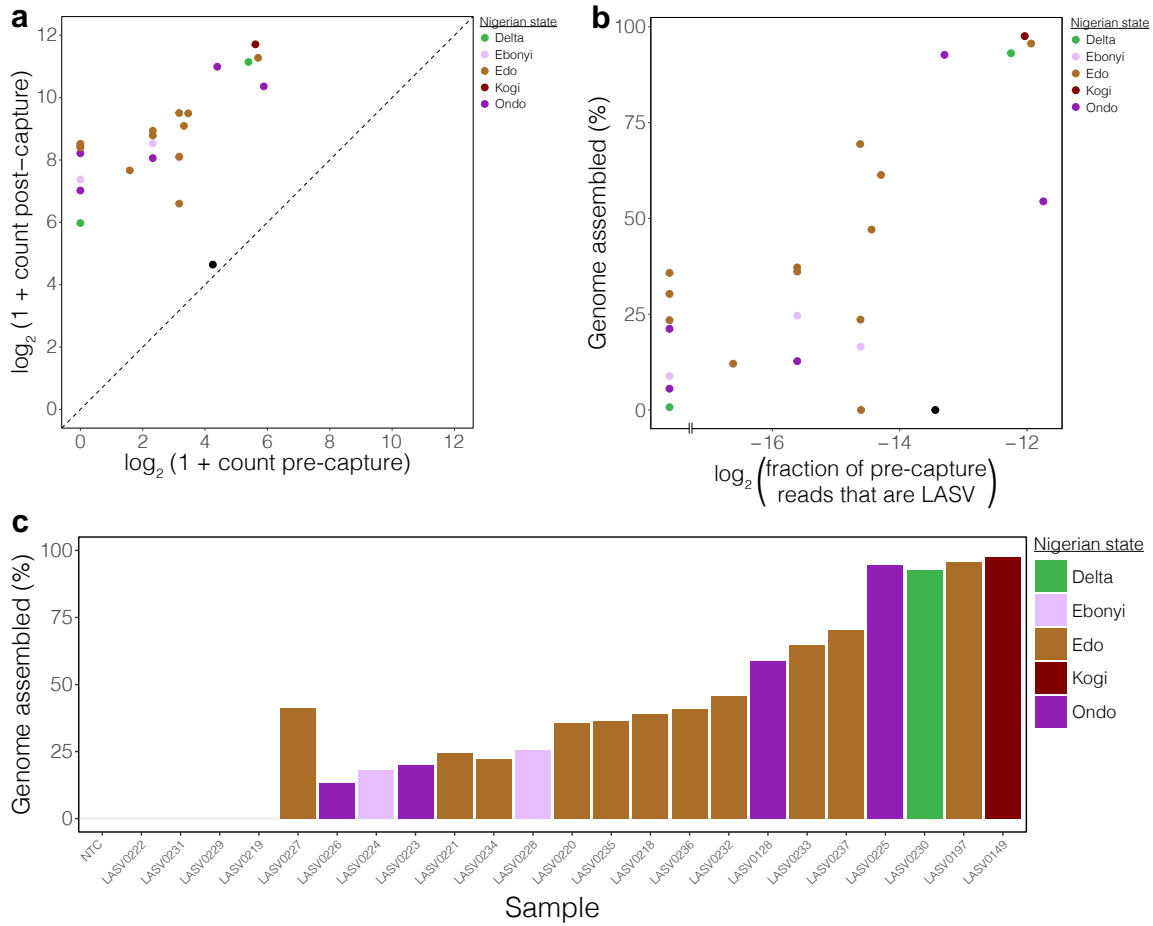 a
12
10
8
6
4
2
0
log2 (1 + count post−capture)
0 2 4 6 8 10 12
log2 (1 + count pre-capture)
Nigerian state
Delta
Ebonyi
Edo
Kogi
Ondo
b
100
75
50
25
0
Genome assembled (%)
−16 −14 −12
log2 (fraction of pre-capture
reads that are LASV)
Nigerian state
Delta
Ebonyi
Edo
Kogi
Ondo
c
100
75
50
25
0
Genome assembled (%)
NTC LASV0222 LASV0231 LASV0229 LASV0219 LASV0227 LASV0226 LASV0224 LASV0223 LASV0221 LASV0234 LASV0228 LASV0220 LASV0235 LASV0218 LASV0236 LASV0232 LASV0128 LASV0233 LASV0237 LASV0225 LASV0230 LASV0197 LASV0149
Sample
Nigerian state
Delta
Ebonyi
Edo
Kogi
Ondo